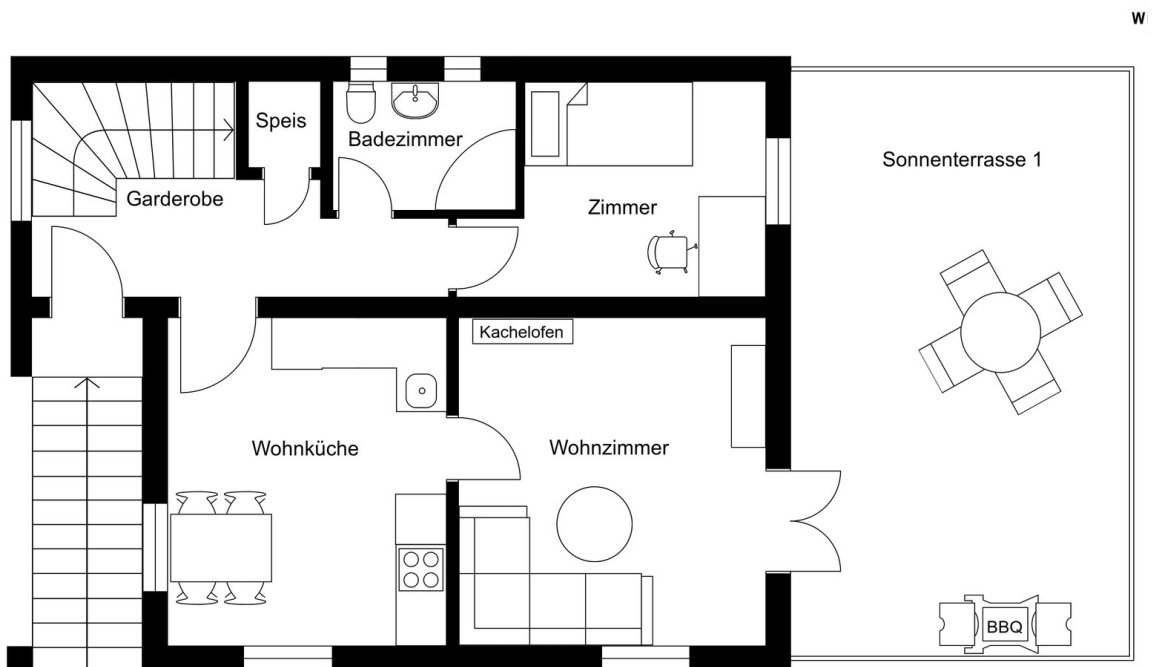 W
Speis
Badezimmer
Sonnenterrasse 1
Garderobe
Zimmer
Kachelofen
Wohnküche
Wohnzimmer
BBQ